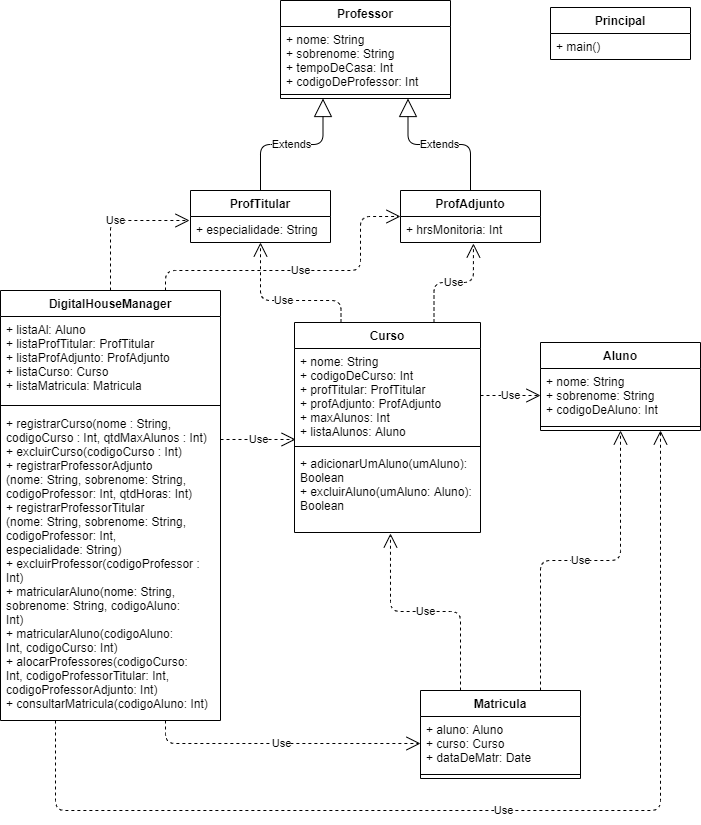 Professor
+ nome: String
+ sobrenome: String
+ tempoDeCasa: Int
+ codigoDeProfessor: Int
Principal
+ main()
Extends
Extends
ProfTitular
+ especialidade: String
ProfAdjunto
+ hrsMonitoria: Int
Use
Use
Use
Use
DigitalHouseManager
+ listaAl: Aluno
+ listaProfTitular: ProfTitular
+ listaProfAdjunto: ProfAdjunto
+ listaCurso: Curso
+ listaMatricula: Matricula
+ registrarCurso(nome : String,
codigoCurso : Int, qtdMaxAlunos : Int)
+ excluirCurso(codigoCurso : Int)
+ registrarProfessorAdjunto
(nome: String, sobrenome: String,
codigoProfessor: Int, qtdHoras: Int)
+ registrarProfessorTitular
(nome: String, sobrenome: String,
codigoProfessor: Int,
especialidade: String)
+ excluirProfessor(codigoProfessor :
Int)
+ matricularAluno(nome: String,
sobrenome: String, codigoAluno:
Int)
+ matricularAluno(codigoAluno:
Int, codigoCurso: Int)
+ alocarProfessores(codigoCurso:
Int, codigoProfessorTitular: Int,
codigoProfessorAdjunto: Int)
+ consultarMatricula(codigoAluno: Int)
Curso
+ nome: String
+ codigoDeCurso: Int
+ profTitular: ProfTitular
+ profAdjunto: ProfAdjunto
+ maxAlunos: Int
+ listaAlunos: Aluno
+ adicionarUmAluno(umAluno):
Boolean
+ excluirAluno(umAluno: Aluno):
Boolean
Use
Use
Aluno
+ nome: String
+ sobrenome: String
+ codigoDeAluno: Int
Use
Use
Matricula
+ aluno: Aluno
+ curso: Curso
+ dataDeMatr: Date
Use
Use